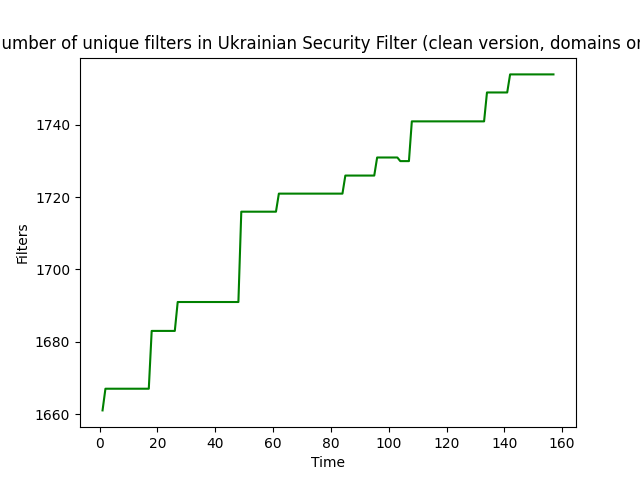 umber of unique filters in Ukrainian Security Filter (clean version, domains or
1740
1720
1700
1680
1660
Filters
0 20 40 60 80 100 120 140 160
Time